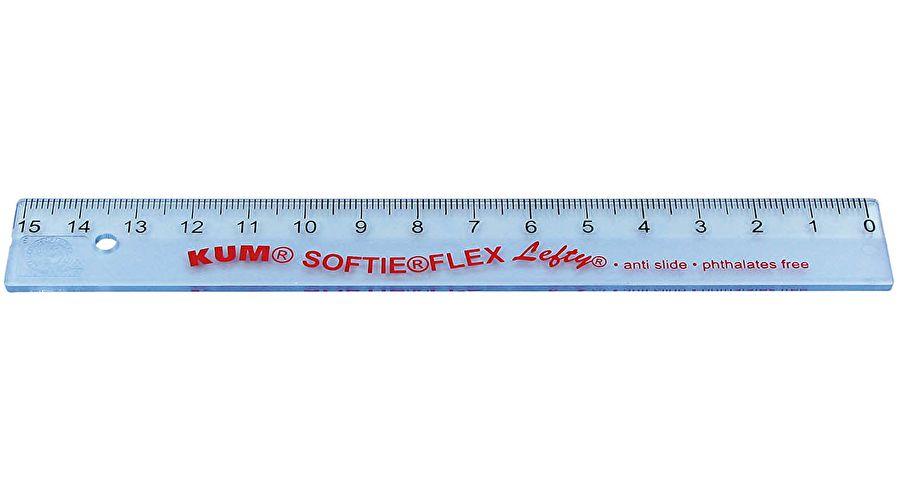 15 14 13 12 11 10 9 8 7 6 5 4 3 2 1 0
KUM® SOFTIE®FLEX Lefty® · anti slide · phthalates free